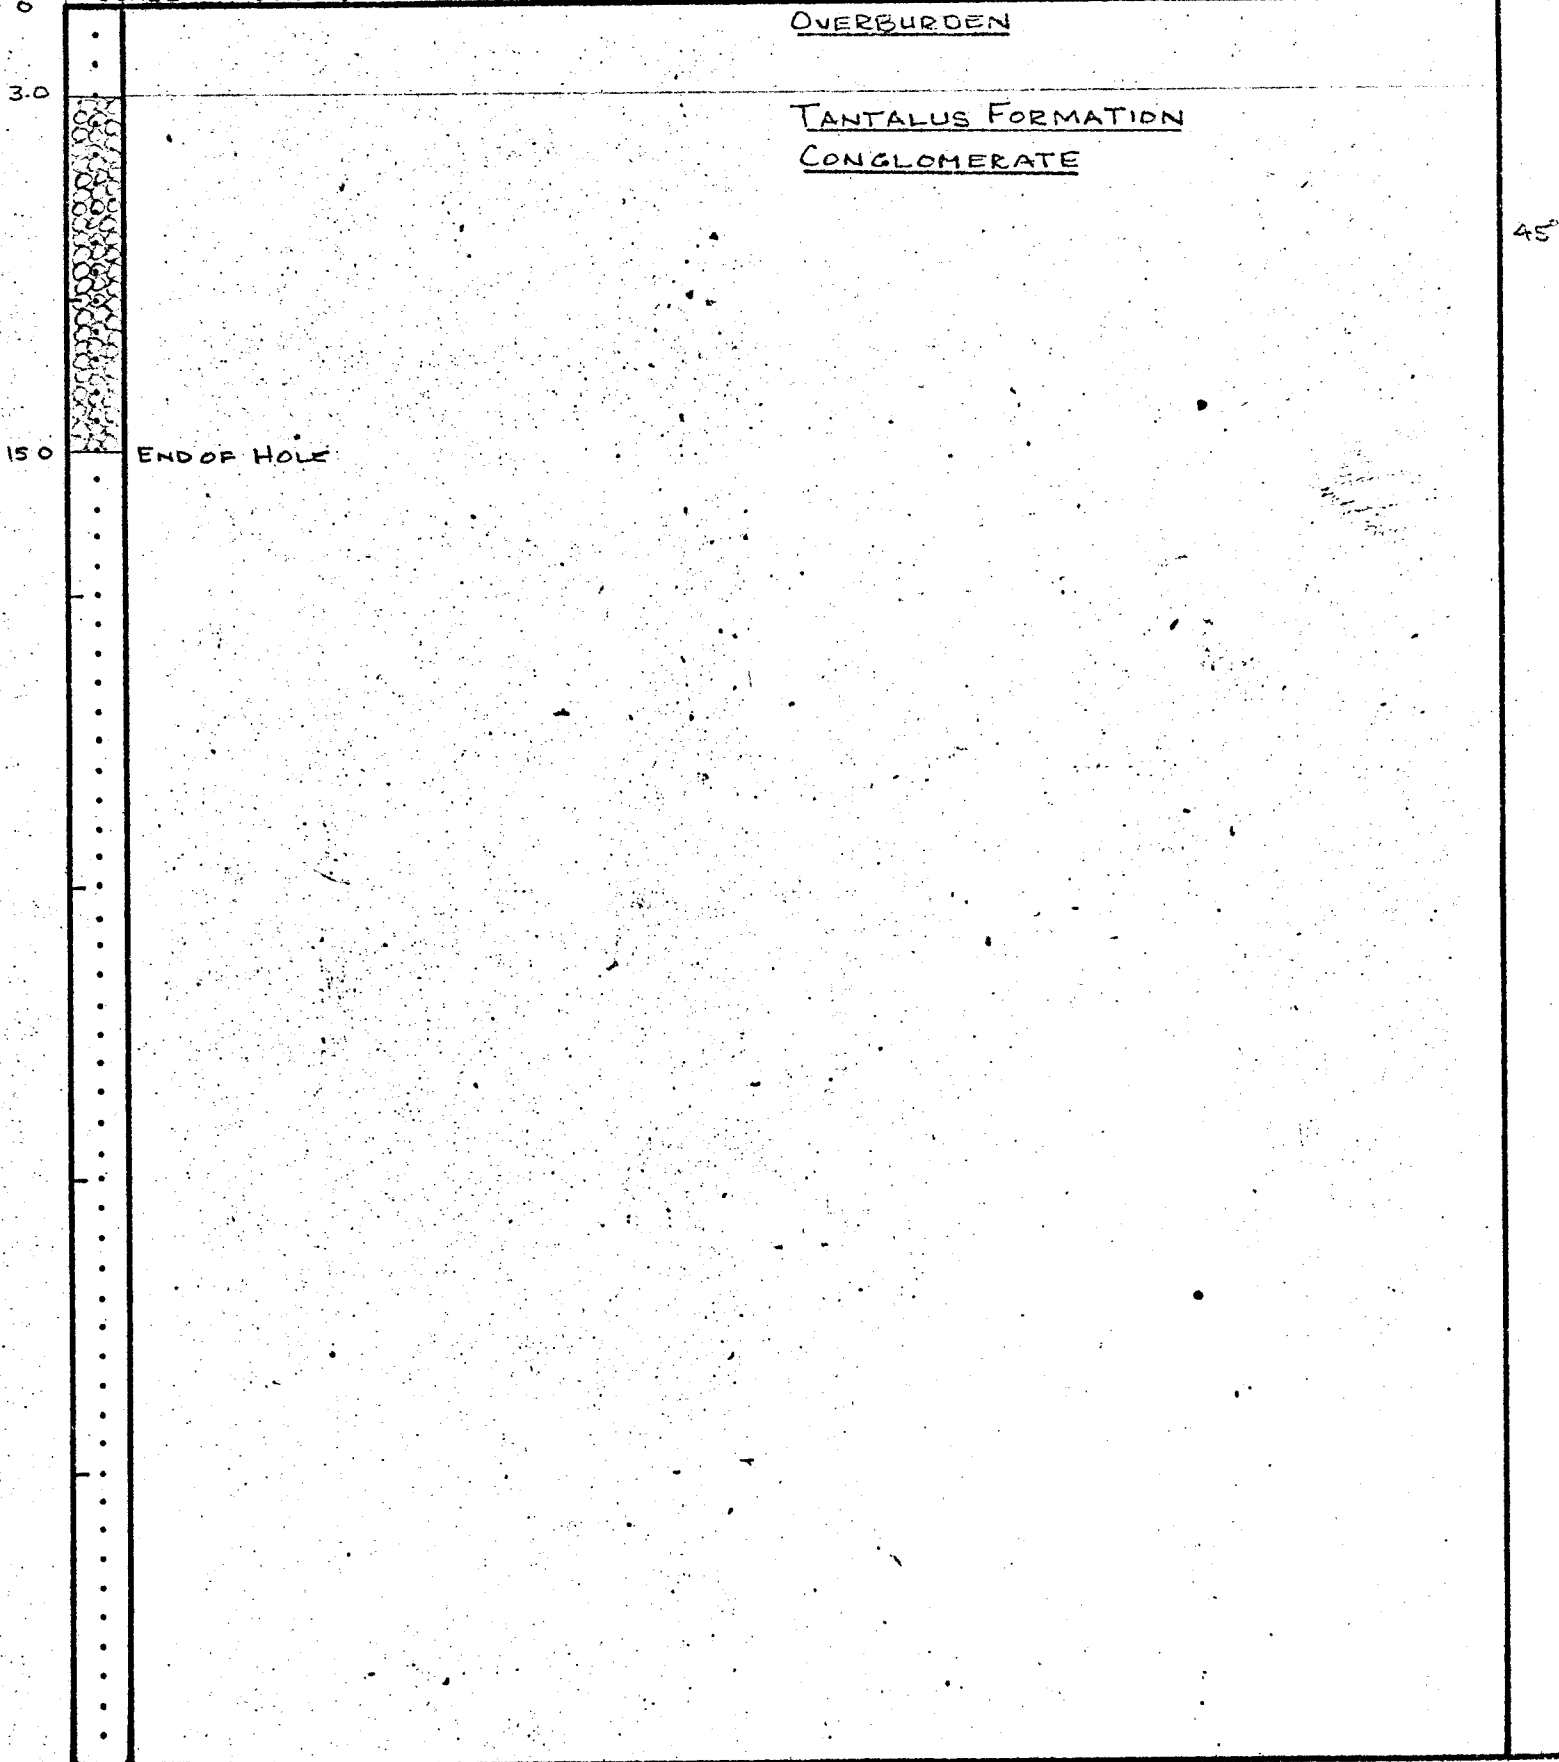 0
OVERBURDEN
3.0
TANTALUS FORMATION
CONGLOMERATE
45°
15 0
END OF HOLE